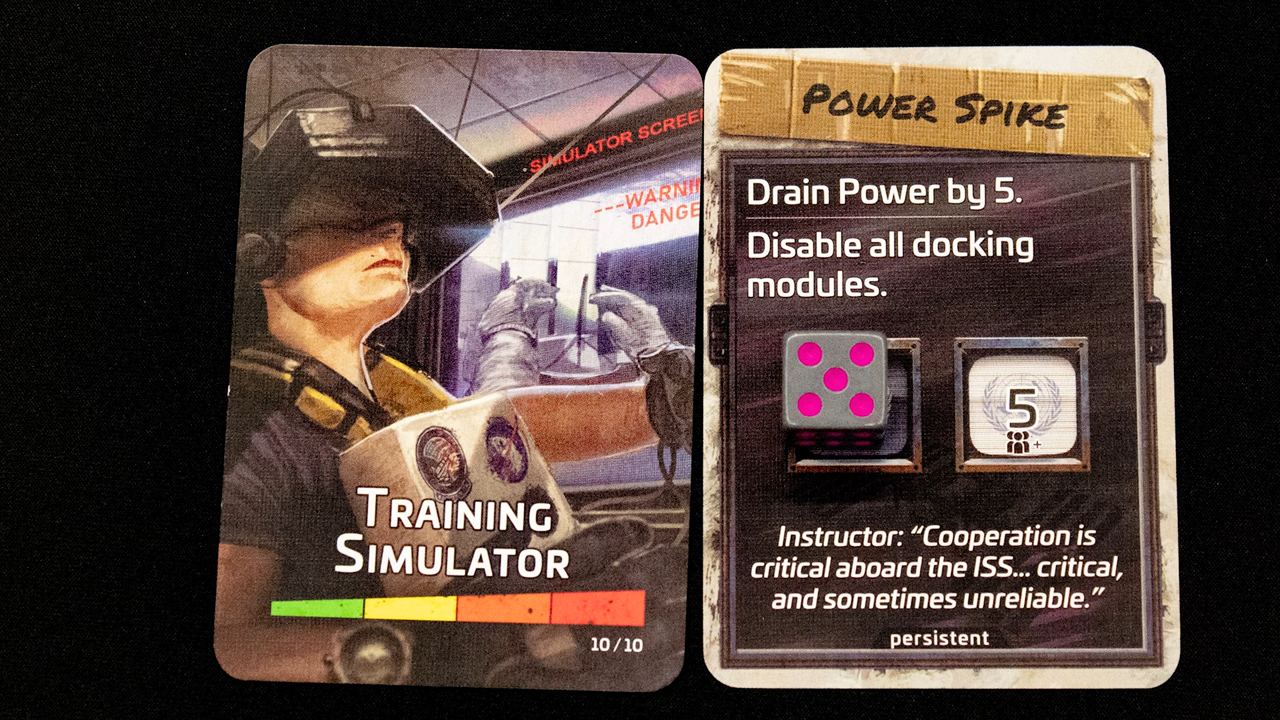 SIMULATOR SCREE
---WARNI
DANGE
TRAINING
SIMULATOR
10/10
POWER SPIKE
Drain Power by 5.
Disable all docking
modules.
5
+
Instructor: “Cooperation is
critical aboard the ISS... critical,
and sometimes unreliable.”
persistent